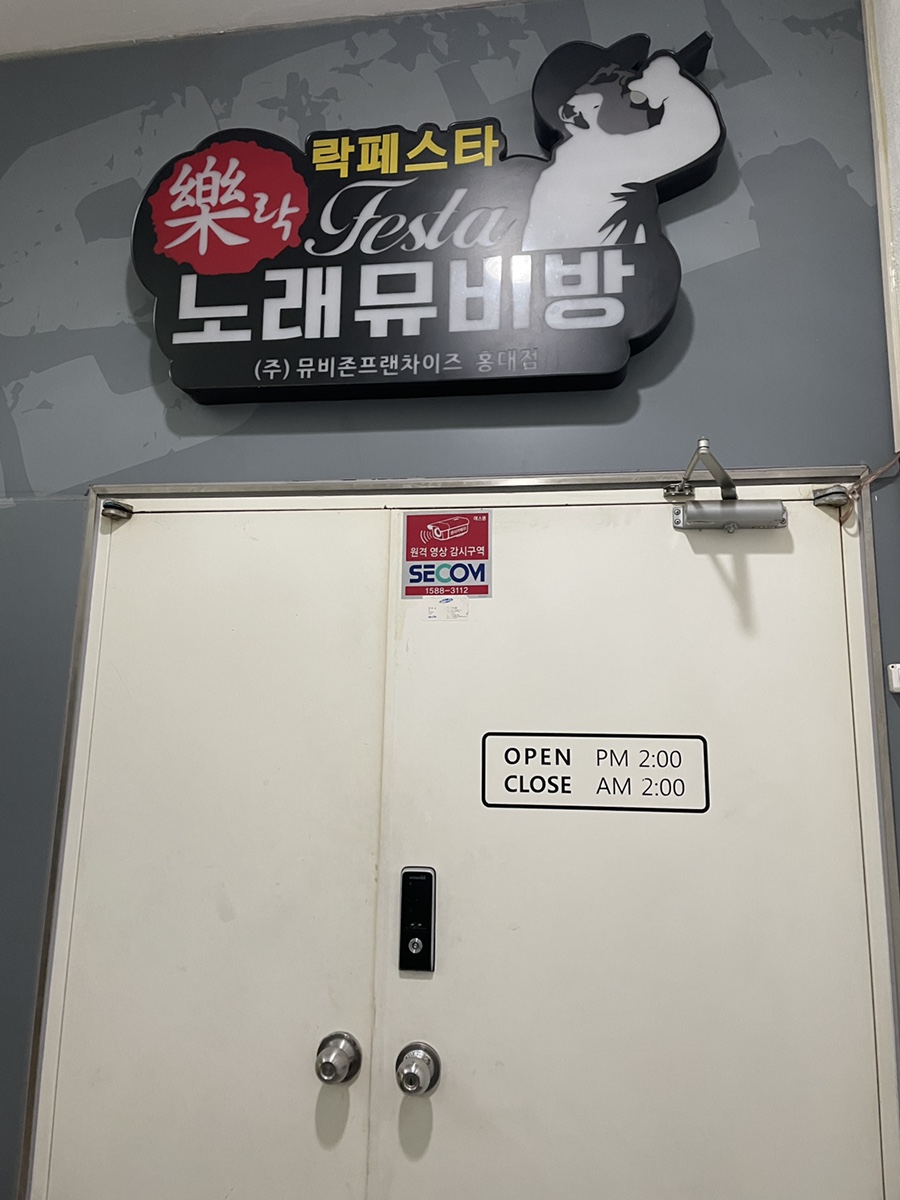 락페스타
樂락
Festa
노래뮤비방
(주) 뮤비존프랜차이즈 홍대점
원격 영상 감시구역
SECOM
1588-3112
OPEN PM 2:00
CLOSE AM 2:00